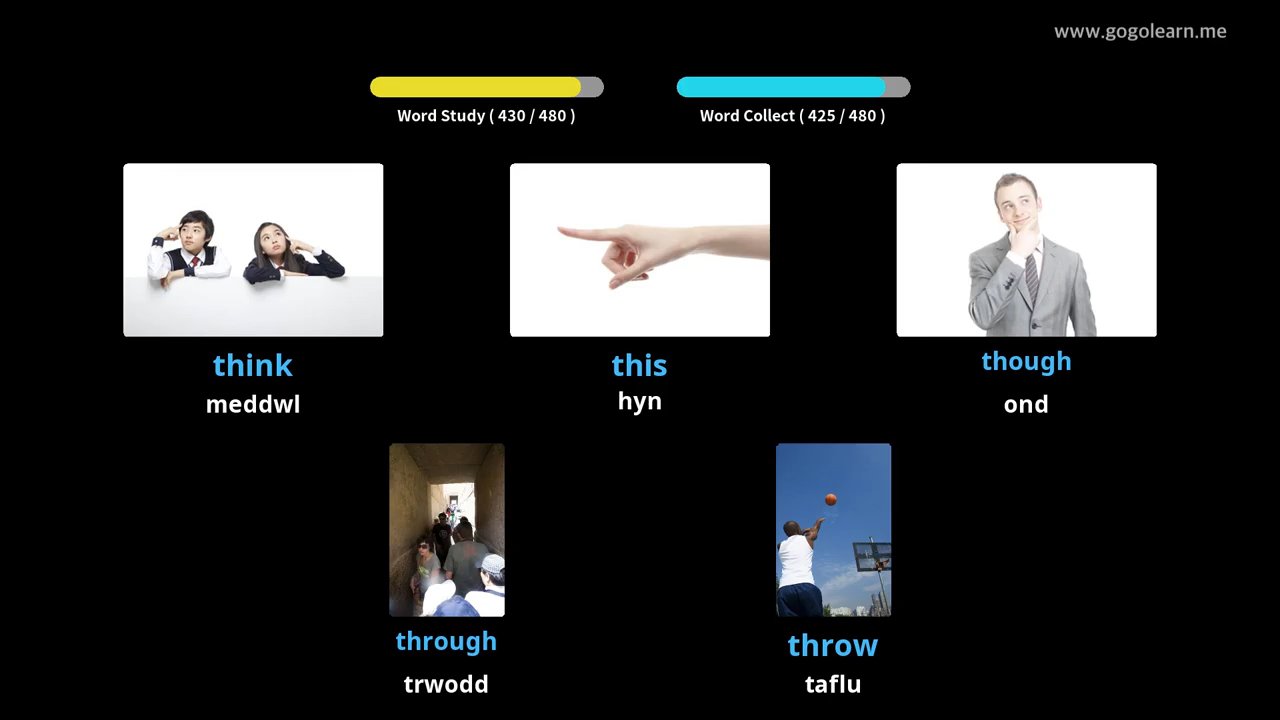 www.gogolearn.me
Word Study ( 430 / 480 )
Word Collect ( 425 / 480 )
think
meddwl
this
hyn
though
ond
through
trwodd
throw
taflu